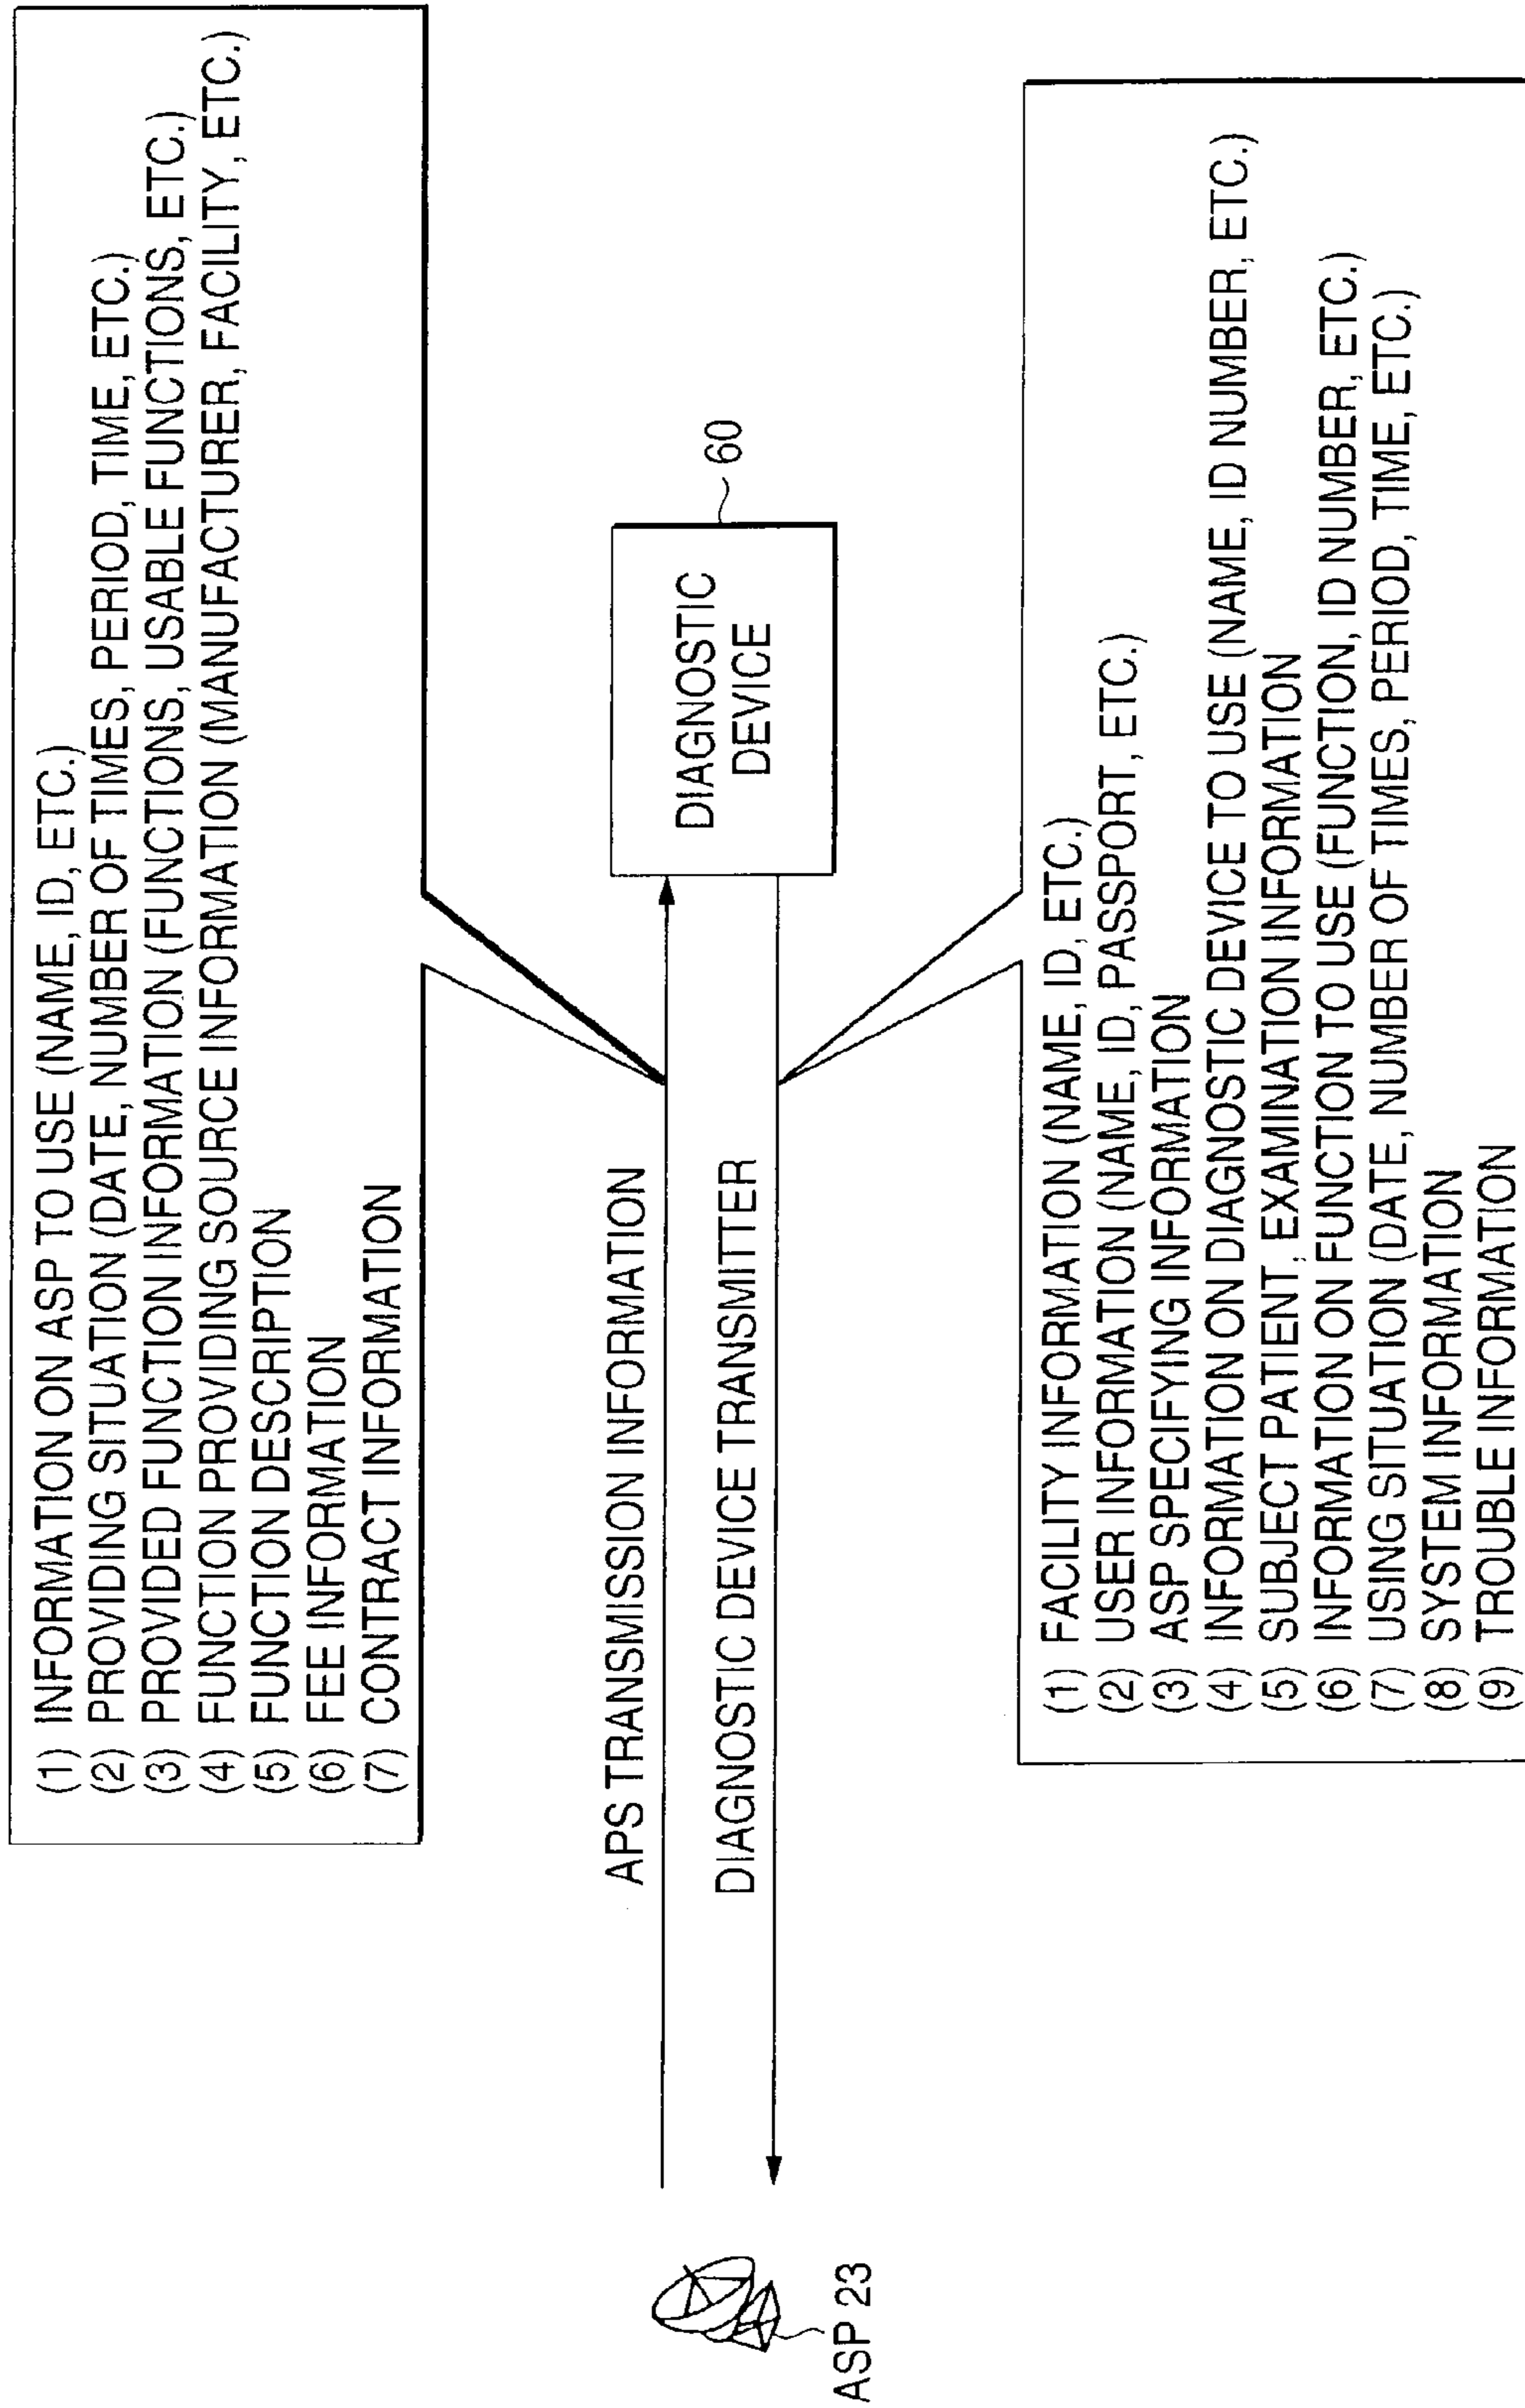 (1) INFORMATION ON ASP TO USE (NAME, ID, ETC.)
(2) PROVIDING SITUATION (DATE, NUMBER OF TIMES, PERIOD, TIME, ETC.)
(3) PROVIDED FUNCTION INFORMATION (FUNCTIONS, USABLE FUNCTIONS, ETC.)
(4) FUNCTION PROVIDING SOURCE INFORMATION (MANUFACTURER, FACILITY, ETC.)
(5) FUNCTION DESCRIPTION
(6) FEE INFORMATION
(7) CONTRACT INFORMATION
APS TRANSMISSION INFORMATION
DIAGNOSTIC DEVICE TRANSMITTER
ASP 23
DIAGNOSTIC
DEVICE
60
(1) FACILITY INFORMATION (NAME, ID, ETC.)
(2) USER INFORMATION (NAME, ID, PASSPORT, ETC.)
(3) ASP SPECIFYING INFORMATION
(4) INFORMATION ON DIAGNOSTIC DEVICE TO USE (NAME, ID NUMBER, ETC.)
(5) SUBJECT PATIENT, EXAMINATION INFORMATION
(6) INFORMATION ON FUNCTION TO USE (FUNCTION, ID NUMBER, ETC.)
(7) USING SITUATION (DATE, NUMBER OF TIMES, PERIOD, TIME, ETC.)
(8) SYSTEM INFORMATION
(9) TROUBLE INFORMATION